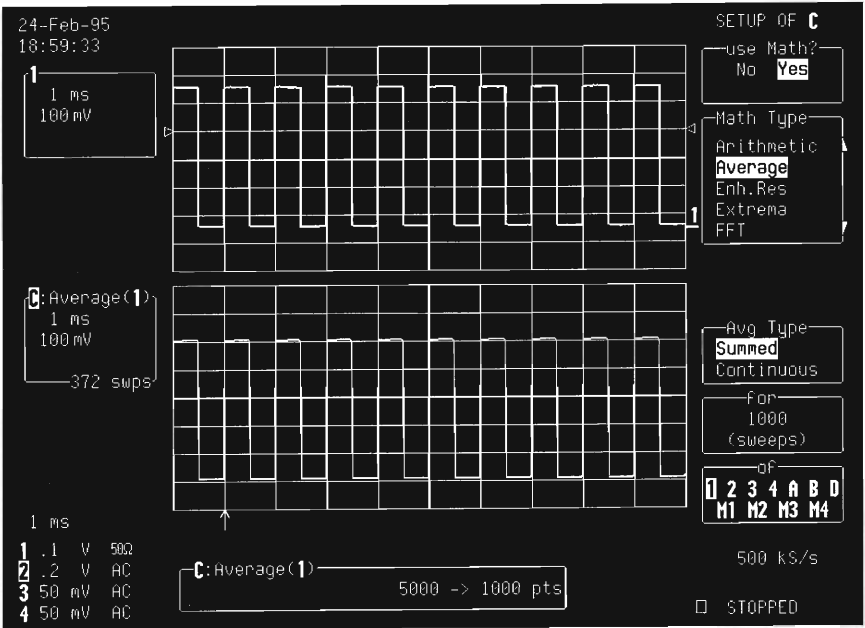 24-Feb-95
18:59:33
1
1 ms
100 mV
C:Average(1)
1 ms
100 mV
372 swps
1 ms
1 .1 V 50Ω
2 .2 V AC
3 50 mV AC
4 50 mV AC
1
C:Average(1)
5000 -> 1000 pts
SETUP OF C
use Math?
No Yes
Math Type
Arithmetic
Average
Enh.Res
Extrema
FFT
Avg Type
Summed
Continuous
for
1000
(sweeps)
of
1 2 3 4 A B D
M1 M2 M3 M4
500 kS/s
STOPPED